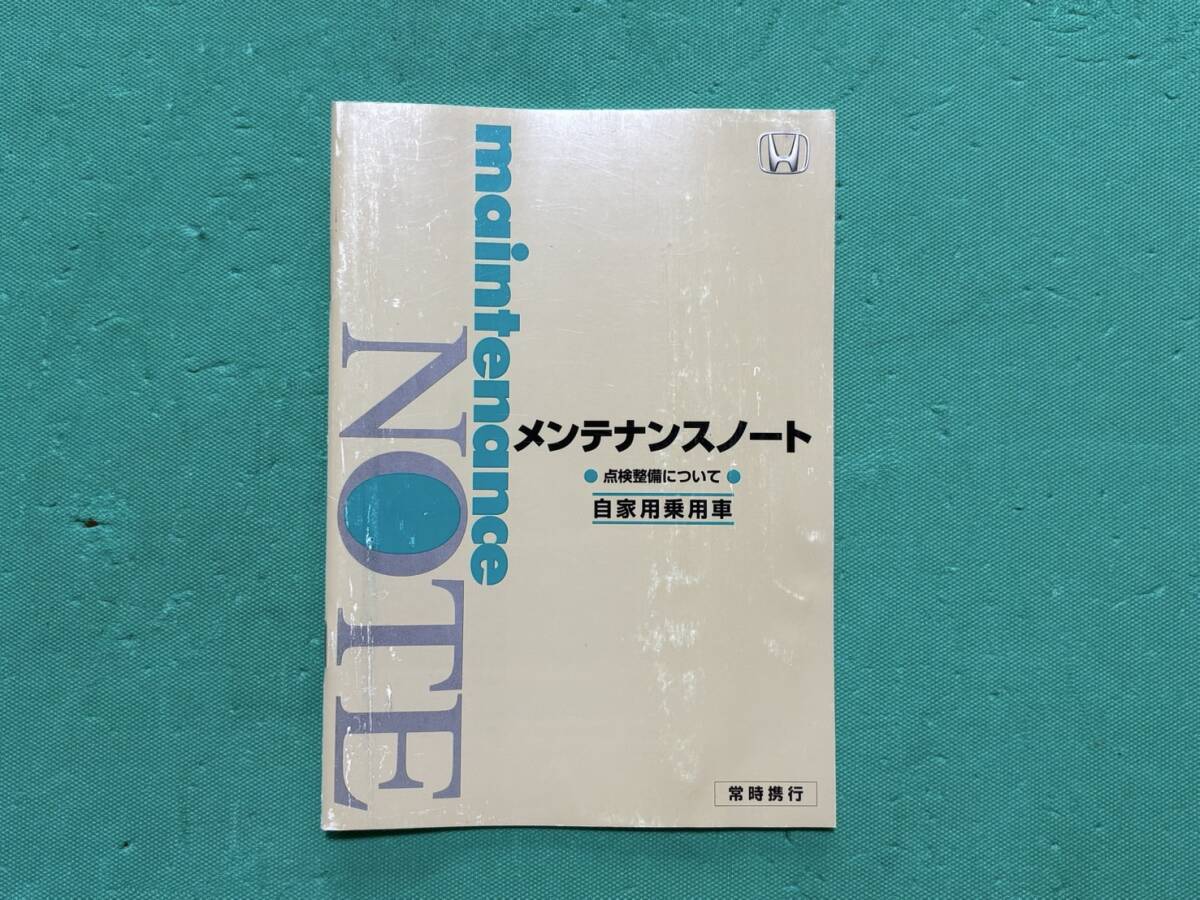 maintenance
NOTE
メンテナンスノート
● 点検整備について ●
自家用乗用車
常時携行